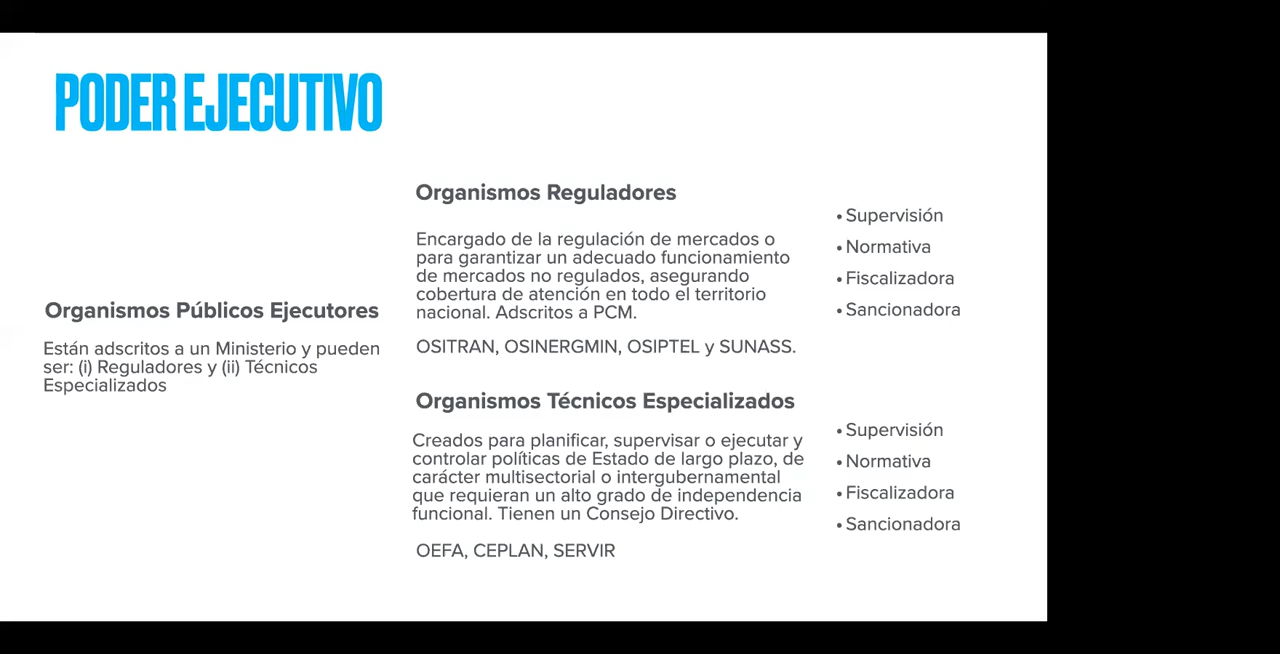 PODER EJECUTIVO
Organismos Públicos Ejecutores
Están adscritos a un Ministerio y pueden
ser: (i) Reguladores y (ii) Técnicos
Especializados
Organismos Reguladores
Encargado de la regulación de mercados o
para garantizar un adecuado funcionamiento
de mercados no regulados, asegurando
cobertura de atención en todo el territorio
nacional. Adscritos a PCM.
OSITRAN, OSINERGMIN, OSIPTEL y SUNASS.
• Supervisión
• Normativa
• Fiscalizadora
• Sancionadora
Organismos Técnicos Especializados
Creados para planificar, supervisar o ejecutar y
controlar políticas de Estado de largo plazo, de
carácter multisectorial o intergubernamental
que requieran un alto grado de independencia
funcional. Tienen un Consejo Directivo.
OEFA, CEPLAN, SERVIR
• Supervisión
• Normativa
• Fiscalizadora
• Sancionadora